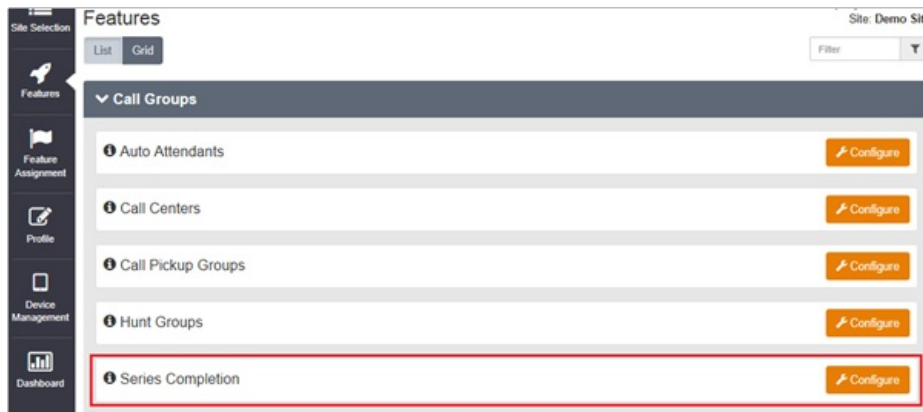 Site Selection
Features
Site: Demo Sit
List
Grid
Filter
Features
Call Groups
Feature
Assignment
Auto Attendants
Configure
Call Centers
Configure
Profile
Call Pickup Groups
Configure
Device
Management
Hunt Groups
Configure
Dashboard
Series Completion
Configure